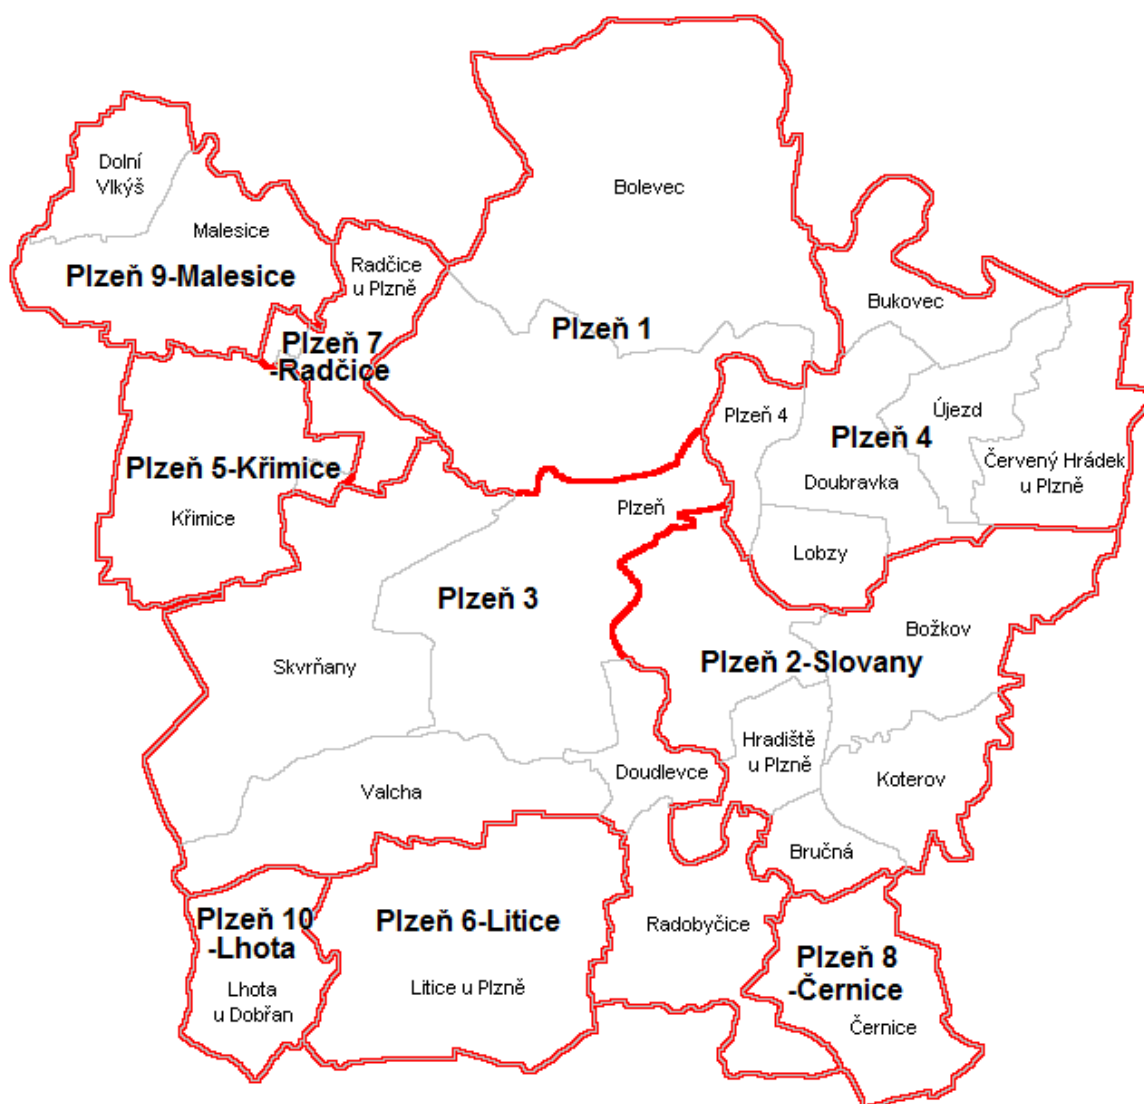 Dolní
Vlkýš
Malesice
Plzeň 9-Malesice
Radčice
u Plzně
Plzeň 7
-Radčice
Bolevec
Plzeň 1
Bukovec
Plzeň 4
Plzeň 4
Újezd
Doubravka
Červený Hrádek
u Plzně
Lobzy
Plzeň 5-Křimice
Křimice
Plzeň
Plzeň 3
Skvrňany
Božkov
Plzeň 2-Slovany
Hradiště
u Plzně
Doudlevce
Koterov
Valcha
Bručná
Plzeň 10
-Lhota
Lhota
u Dobřan
Plzeň 6-Litice
Litice u Plzně
Radobyčice
Plzeň 8
-Černice
Černice